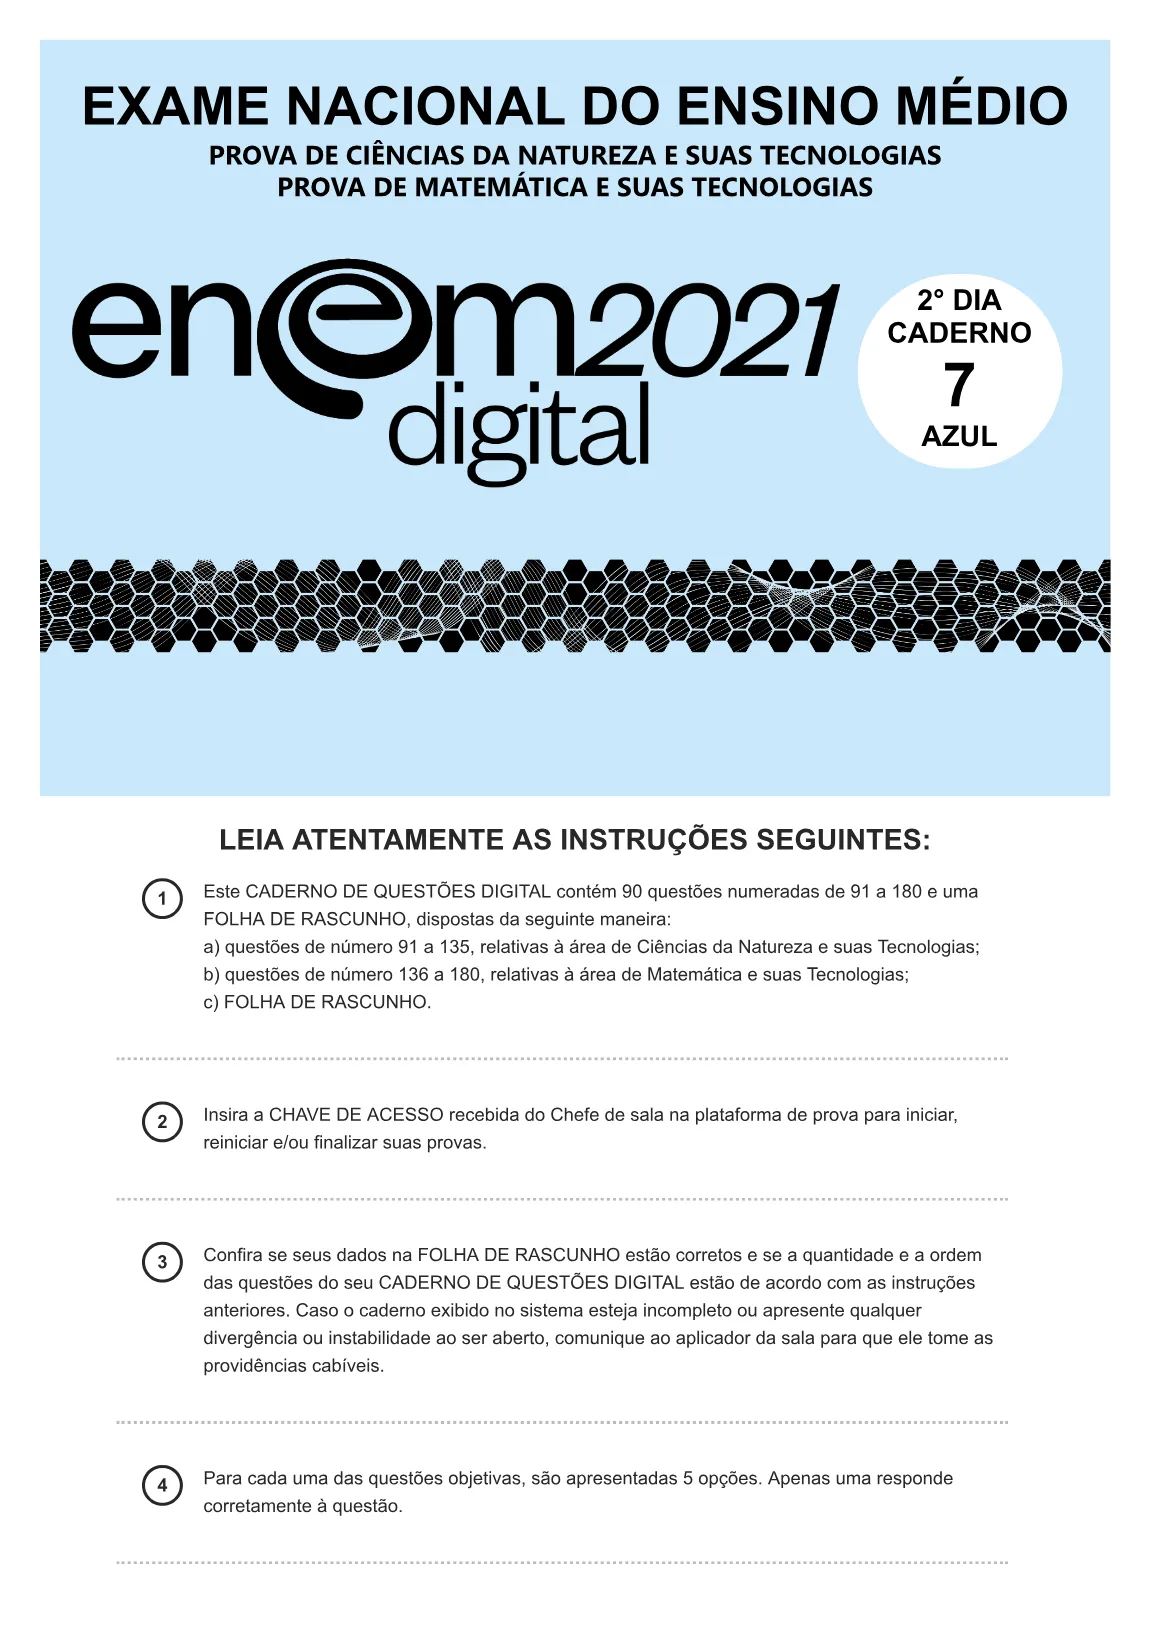 EXAME NACIONAL DO ENSINO MÉDIO
PROVA DE CIÊNCIAS DA NATUREZA E SUAS TECNOLOGIAS
PROVA DE MATEMÁTICA E SUAS TECNOLOGIAS
enem2021
digital
2° DIA
CADERNO
7
AZUL
LEIA ATENTAMENTE AS INSTRUÇÕES SEGUINTES:
1
Este CADERNO DE QUESTÕES DIGITAL contém 90 questões numeradas de 91 a 180 e uma
FOLHA DE RASCUNHO, dispostas da seguinte maneira:
a) questões de número 91 a 135, relativas à área de Ciências da Natureza e suas Tecnologias;
b) questões de número 136 a 180, relativas à área de Matemática e suas Tecnologias;
c) FOLHA DE RASCUNHO.
2
Insira a CHAVE DE ACESSO recebida do Chefe de sala na plataforma de prova para iniciar,
reiniciar e/ou finalizar suas provas.
3
Confira se seus dados na FOLHA DE RASCUNHO estão corretos e se a quantidade e a ordem
das questões do seu CADERNO DE QUESTÕES DIGITAL estão de acordo com as instruções
anteriores. Caso o caderno exibido no sistema esteja incompleto ou apresente qualquer
divergência ou instabilidade ao ser aberto, comunique ao aplicador da sala para que ele tome as
providências cabíveis.
4
Para cada uma das questões objetivas, são apresentadas 5 opções. Apenas uma responde
corretamente à questão.